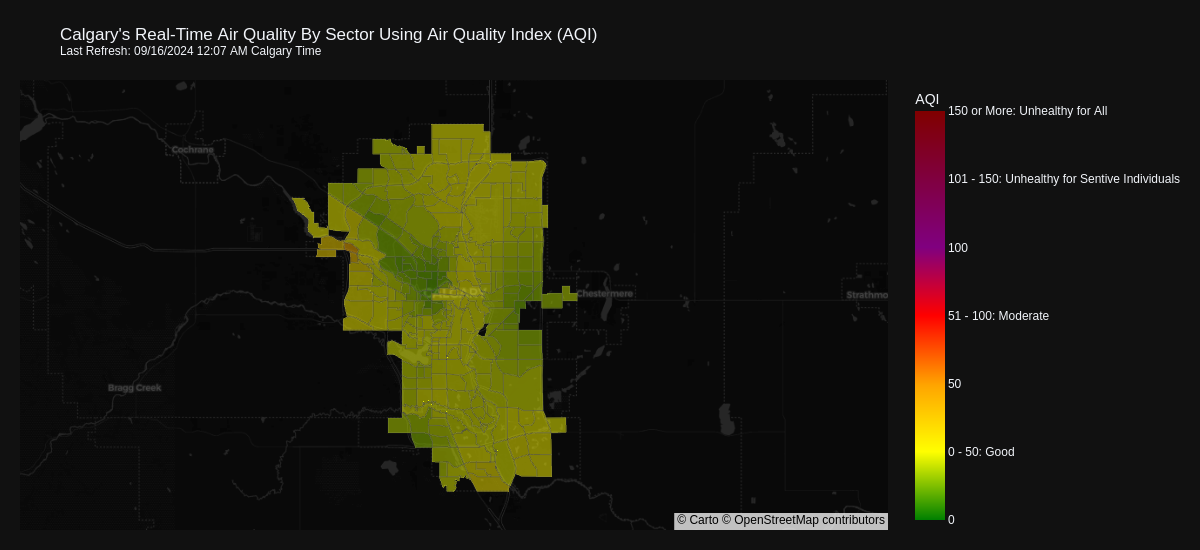 Calgary's Real-Time Air Quality By Sector Using Air Quality Index (AQI)
Last Refresh: 09/16/2024 12:07 AM Calgary Time
AQI
150 or More: Unhealthy for All
101 - 150: Unhealthy for Sentive Individuals
100
51 - 100: Moderate
50
0 - 50: Good
0
Cochrane
CALGARY
Chestermere
Strathmo
Bragg Creek
© Carto © OpenStreetMap contributors